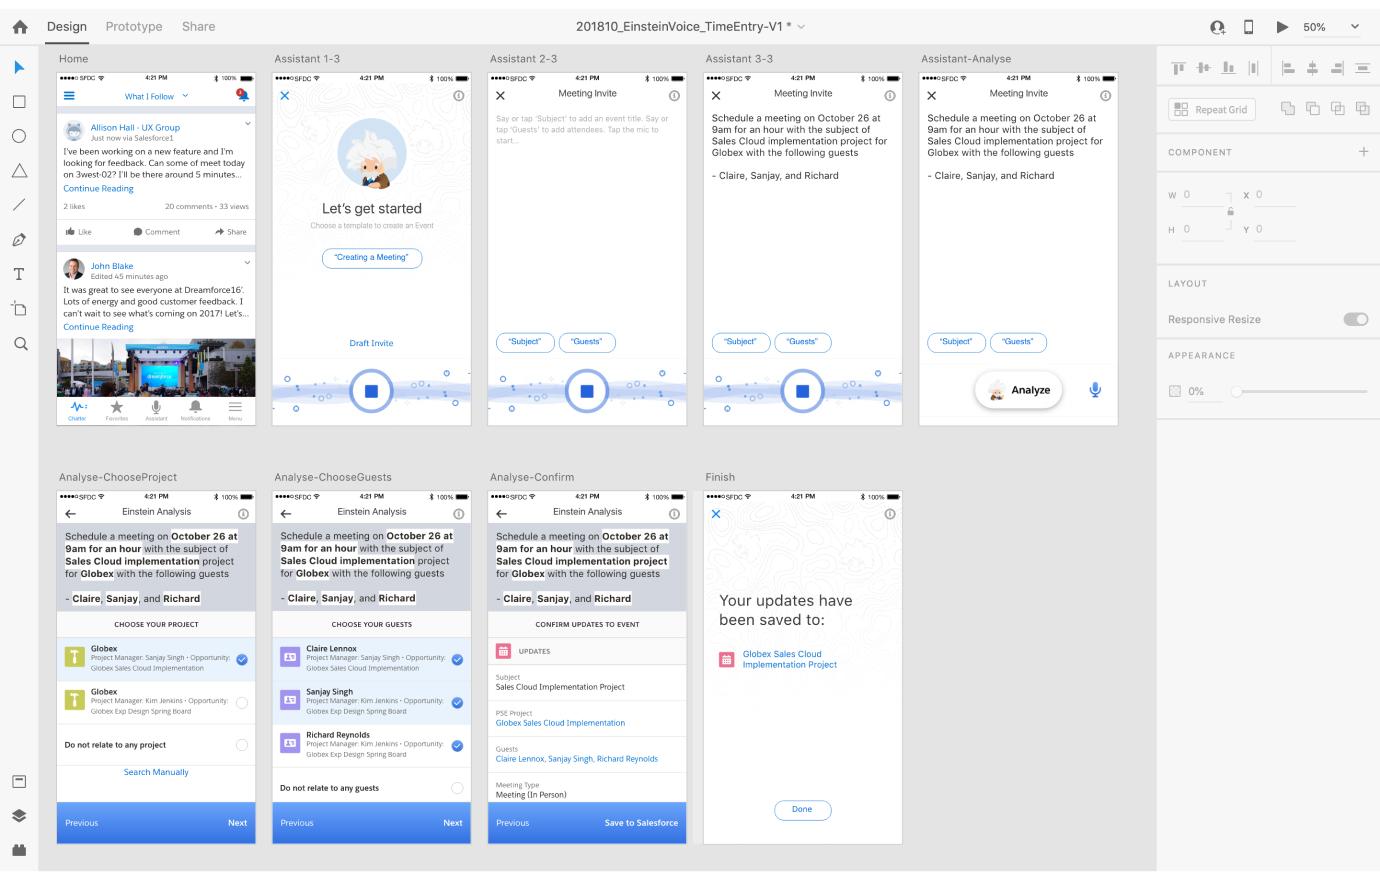 Design Prototype Share
201810_EinsteinVoice_TimeEntry-V1 *
50%
Home
SFDC 4:21 PM 100%
What I Follow
Allison Hall - UX Group
Just now via Salesforce1
I've been working on a new feature and I'm
looking for feedback. Can some of meet today
on 3west-02? I'll be there around 5 minutes...
Continue Reading
2 likes 20 comments • 33 views
Like Comment Share
John Blake
Edited 45 minutes ago
It was great to see everyone at Dreamforce16'.
Lots of energy and good customer feedback. I
can't wait to see what's coming on 2017! Let's...
Continue Reading
dreamforce
Chatter Favorites Assistant Notifications Menu
Assistant 1-3
SFDC 4:21 PM 100%
Let's get started
Choose a template to create an Event
“Creating a Meeting”
Draft Invite
Assistant 2-3
SFDC 4:21 PM 100%
Meeting Invite
Say or tap ‘Subject’ to add an event title. Say or
tap ‘Guests’ to add attendees. Tap the mic to
start...
“Subject” “Guests”
Assistant 3-3
SFDC 4:21 PM 100%
Meeting Invite
Schedule a meeting on October 26 at
9am for an hour with the subject of
Sales Cloud implementation project for
Globex with the following guests
- Claire, Sanjay, and Richard
“Subject” “Guests”
Assistant-Analyse
SFDC 4:21 PM 100%
Meeting Invite
Schedule a meeting on October 26 at
9am for an hour with the subject of
Sales Cloud implementation project for
Globex with the following guests
- Claire, Sanjay, and Richard
“Subject” “Guests”
Analyze
Analyse-ChooseProject
SFDC 4:21 PM 100%
Einstein Analysis
Schedule a meeting on October 26 at
9am for an hour with the subject of
Sales Cloud implementation project
for Globex with the following guests
- Claire, Sanjay, and Richard
CHOOSE YOUR PROJECT
Globex
Project Manager: Sanjay Singh • Opportunity:
Globex Sales Cloud Implementation
Globex
Project Manager: Kim Jenkins • Opportunity:
Globex Exp Design Spring Board
Do not relate to any project
Search Manually
Previous Next
Analyse-ChooseGuests
SFDC 4:21 PM 100%
Einstein Analysis
Schedule a meeting on October 26 at
9am for an hour with the subject of
Sales Cloud implementation project
for Globex with the following guests
- Claire, Sanjay, and Richard
CHOOSE YOUR GUESTS
Claire Lennox
Project Manager: Sanjay Singh • Opportunity:
Globex Sales Cloud Implementation
Sanjay Singh
Project Manager: Kim Jenkins • Opportunity:
Globex Exp Design Spring Board
Richard Reynolds
Project Manager: Kim Jenkins • Opportunity:
Globex Exp Design Spring Board
Do not relate to any guests
Previous Next
Analyse-Confirm
SFDC 4:21 PM 100%
Einstein Analysis
Schedule a meeting on October 26 at
9am for an hour with the subject of
Sales Cloud implementation project
for Globex with the following guests
- Claire, Sanjay, and Richard
CONFIRM UPDATES TO EVENT
UPDATES
Subject
Sales Cloud Implementation Project
PSE Project
Globex Sales Cloud Implementation
Guests
Claire Lennox, Sanjay Singh, Richard Reynolds
Meeting Type
Meeting (In Person)
Previous Save to Salesforce
Finish
SFDC 4:21 PM 100%
Your updates have
been saved to:
Globex Sales Cloud
Implementation Project
Done
Repeat Grid
COMPONENT
W 0 X 0
H 0 Y 0
LAYOUT
Responsive Resize
APPEARANCE
0%